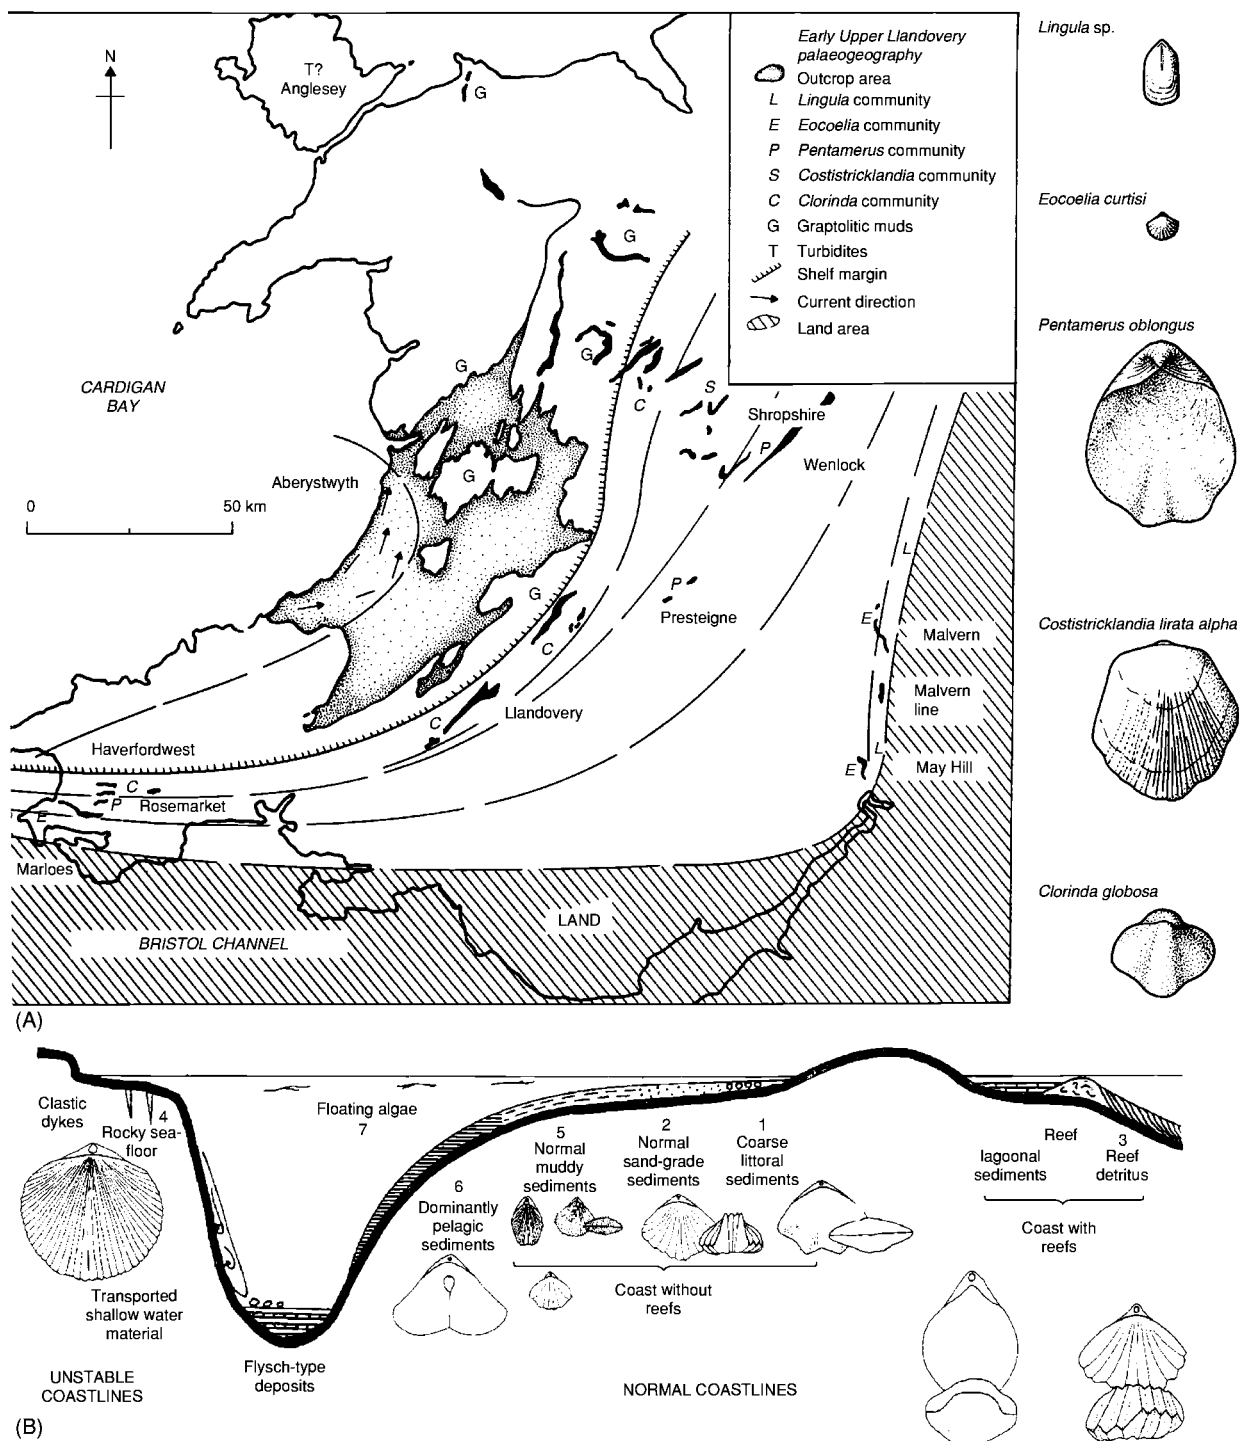 N
T?
Anglesey
G
Early Upper Llandovery
palaeogeography
Outcrop area
L Lingula community
E Eocoelia community
P Pentamerus community
S Costistricklandia community
C Clorinda community
G Graptolitic muds
T Turbidites
Shelf margin
Current direction
Land area
Lingula sp.
Eocoelia curtisi
Pentamerus oblongus
Costistricklandia lirata alpha
Clorinda globosa
G
G
G
CARDIGAN
BAY
C
S
Shropshire
P
Wenlock
Aberystwyth
G
0 50 km
L
G
P
Presteigne
E
Malvern
C
Malvern
line
C
Llandovery
L
Haverfordwest
E
May Hill
C
P Rosemarket
E
Marloes
LAND
BRISTOL CHANNEL
(A)
Clastic
dykes
4
Rocky sea-
floor
Floating algae
7
5
Normal
muddy
sediments
2
Normal
sand-grade
sediments
1
Coarse
littoral
sediments
Reef
lagoonal
sediments
3
Reef
detritus
6
Dominantly
pelagic
sediments
Coast without
reefs
Coast with
reefs
Transported
shallow water
material
Flysch-type
deposits
UNSTABLE
COASTLINES
NORMAL COASTLINES
(B)